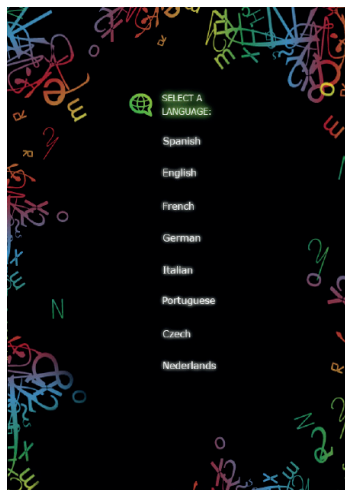 SELECT A
LANGUAGE:
Spanish
English
French
German
Italian
Portuguese
Czech
Nederlands